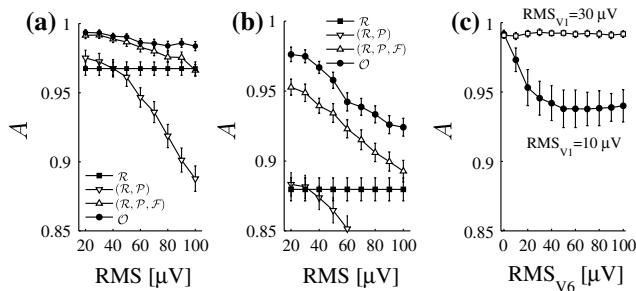 (a)
1
0.95
0.9
0.85
A
20 40 60 80 100
RMS [μV]
ℛ
(ℛ, 𝒫)
(ℛ, 𝒫, ℱ)
𝒪
(b)
1
0.95
0.9
0.85
A
20 40 60 80 100
RMS [μV]
ℛ
(ℛ, 𝒫)
(ℛ, 𝒫, ℱ)
𝒪
(c)
RMS_V1=30 μV
1
0.95
0.9
0.85
A
RMS_V1=10 μV
0 20 40 60 80 100
RMS_V6 [μV]